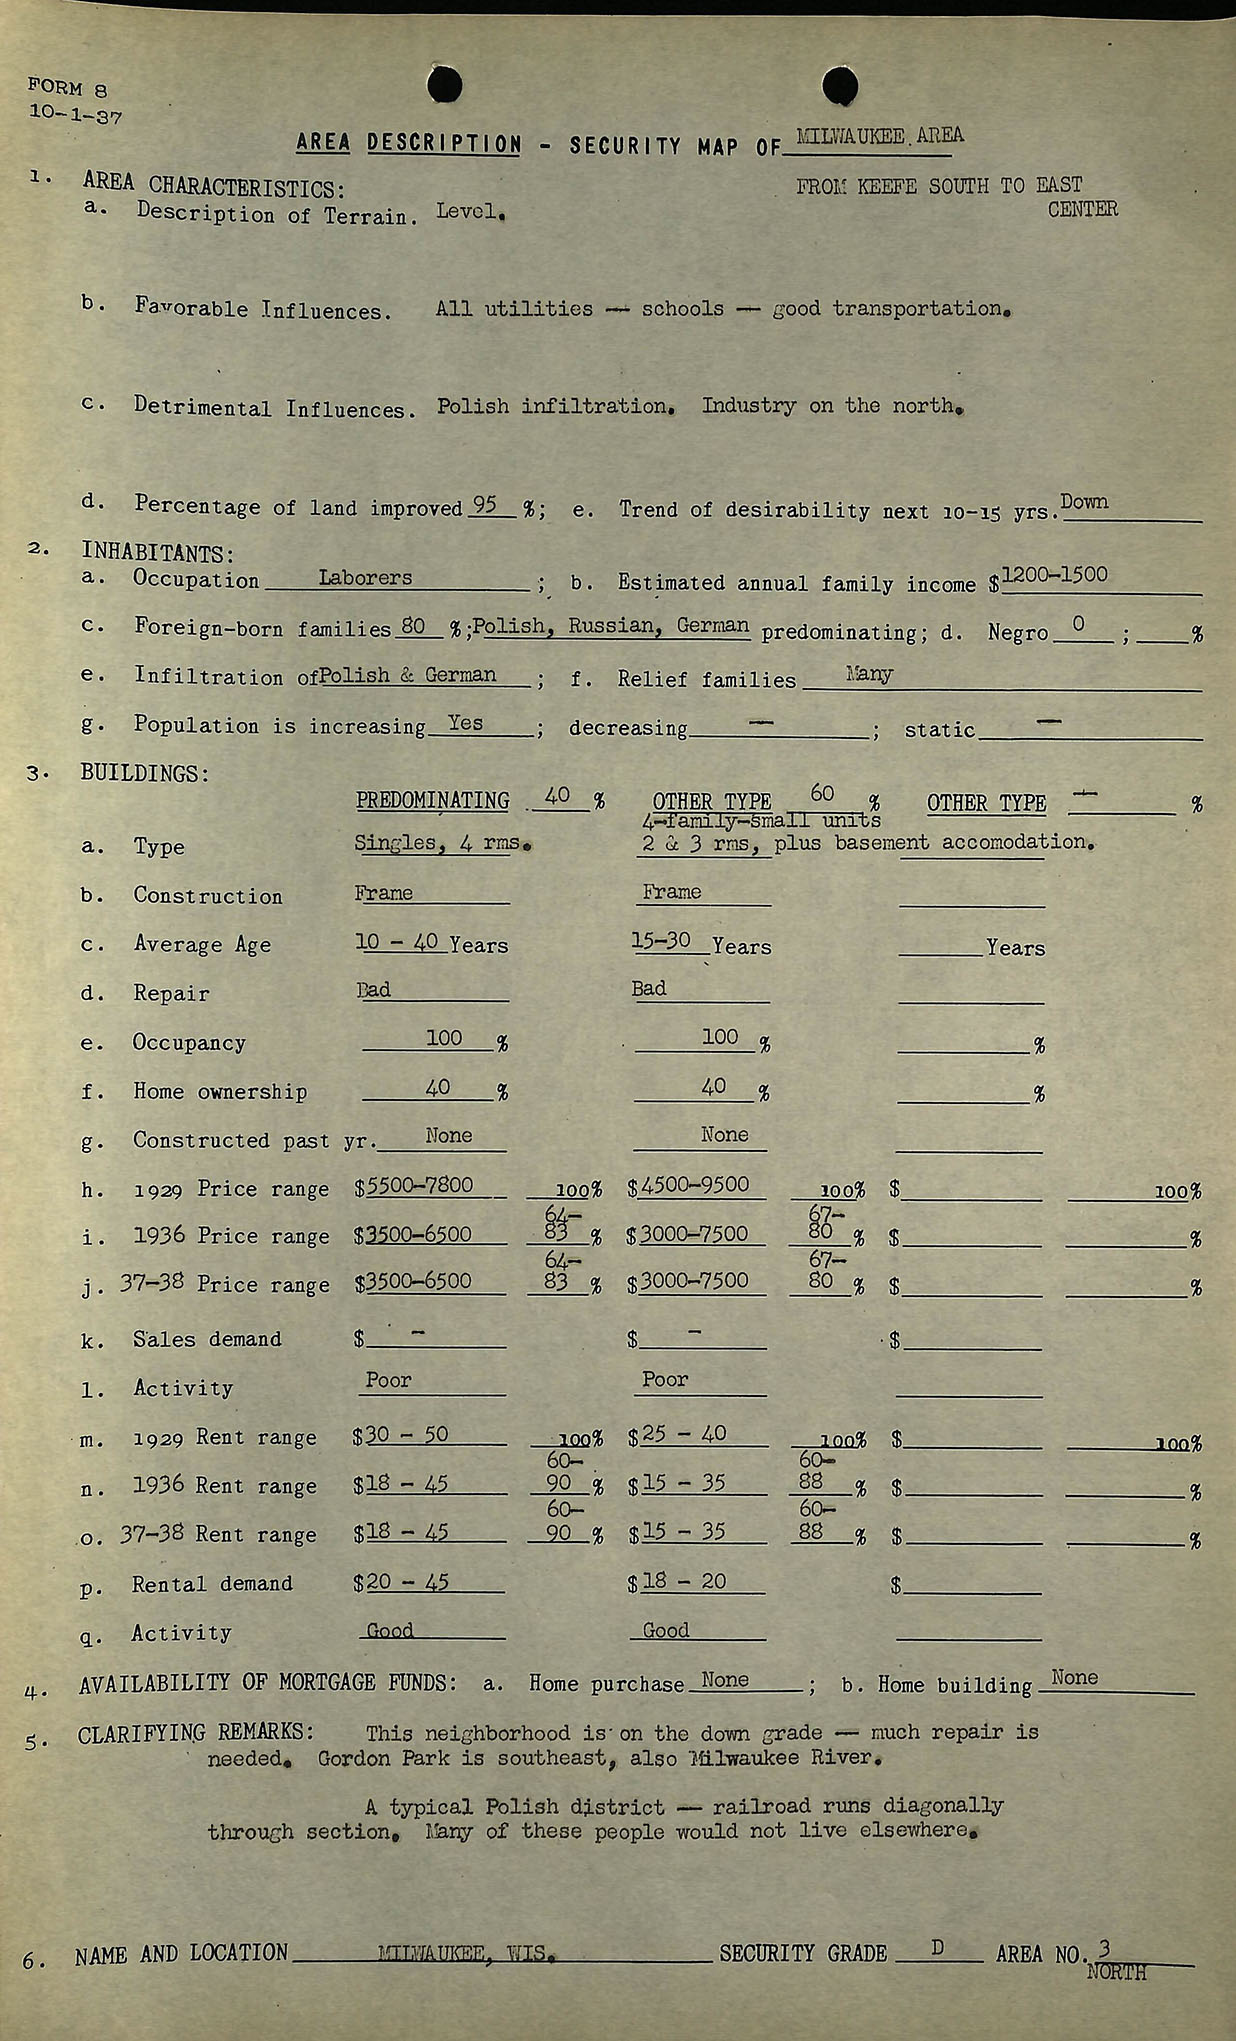 FORM 8
10-1-37
AREA DESCRIPTION - SECURITY MAP OF MILWAUKEE AREA
1. AREA CHARACTERISTICS: FROM KEEFE SOUTH TO EAST
a. Description of Terrain. Level. CENTER
b. Favorable Influences. All utilities — schools — good transportation.
c. Detrimental Influences. Polish infiltration. Industry on the north.
d. Percentage of land improved 95 %; e. Trend of desirability next 10-15 yrs. Down
2. INHABITANTS:
a. Occupation Laborers ; b. Estimated annual family income $1200-1500
c. Foreign-born families 80 %; Polish, Russian, German predominating; d. Negro 0 ; %
e. Infiltration of Polish & German ; f. Relief families Many
g. Population is increasing Yes ; decreasing — ; static —
3. BUILDINGS:
PREDOMINATING 40 % OTHER TYPE 60 % OTHER TYPE — %
4-family-small units
a. Type Singles, 4 rms. 2 & 3 rms, plus basement accomodation.
b. Construction Frame Frame
c. Average Age 10 - 40 Years 15-30 Years Years
d. Repair Bad Bad
e. Occupancy 100 % 100 % %
f. Home ownership 40 % 40 % %
g. Constructed past yr. None None
h. 1929 Price range $5500-7800 100% $4500-9500 100% $ 100%
64- 67-
i. 1936 Price range $3500-6500 83 % $3000-7500 80 % $ %
64- 67-
j. 37-38 Price range $3500-6500 83 % $3000-7500 80 % $ %
k. Sales demand $ - $ - $
l. Activity Poor Poor
m. 1929 Rent range $30 - 50 100% $25 - 40 100% $ 100%
60- 60-
n. 1936 Rent range $18 - 45 90 % $15 - 35 88 % $ %
60- 60-
o. 37-38 Rent range $18 - 45 90 % $15 - 35 88 % $ %
p. Rental demand $20 - 45 $18 - 20 $
q. Activity Good Good
4. AVAILABILITY OF MORTGAGE FUNDS: a. Home purchase None ; b. Home building None
5. CLARIFYING REMARKS: This neighborhood is on the down grade — much repair is
needed. Gordon Park is southeast, also Milwaukee River.
A typical Polish district — railroad runs diagonally
through section. Many of these people would not live elsewhere.
6. NAME AND LOCATION MILWAUKEE, WIS. SECURITY GRADE D AREA NO. 3
NORTH